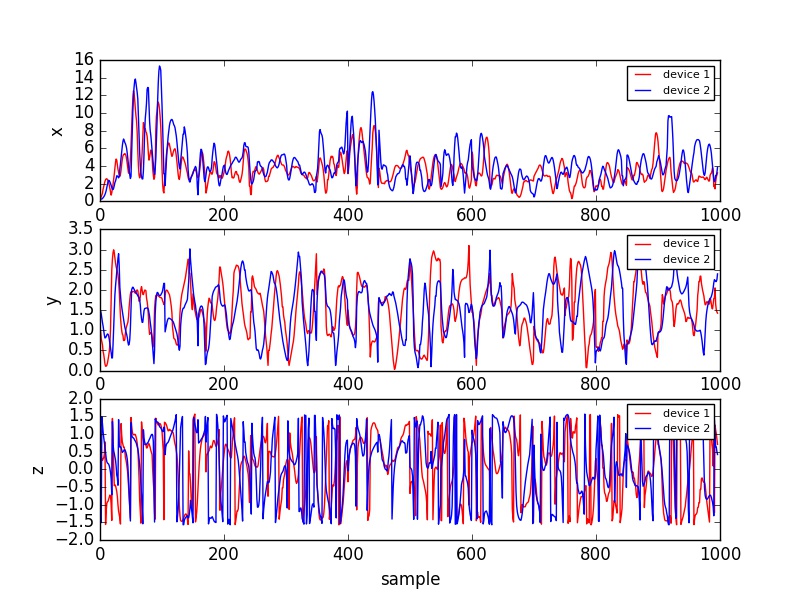 16
14
12
10
8
6
4
2
0
x
device 1
device 2
0 200 400 600 800 1000
3.5
3.0
2.5
2.0
1.5
1.0
0.5
0.0
y
device 1
device 2
0 200 400 600 800 1000
2.0
1.5
1.0
0.5
0.0
−0.5
−1.0
−1.5
−2.0
z
device 1
device 2
0 200 400 600 800 1000
sample